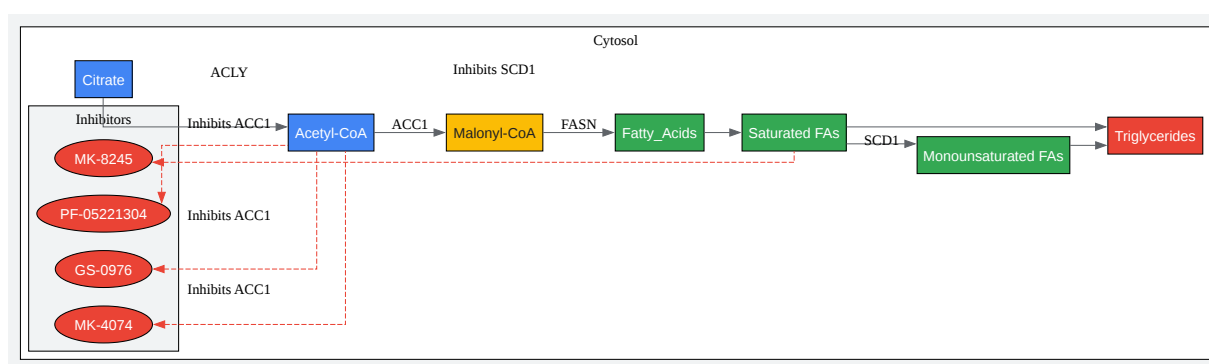 Cytosol
Citrate
ACLY
Inhibits SCD1
Inhibitors
Inhibits ACC1
Acetyl-CoA
ACC1
Malonyl-CoA
FASN
Fatty_Acids
Saturated FAs
SCD1
Monounsaturated FAs
Triglycerides
MK-8245
PF-05221304
Inhibits ACC1
GS-0976
Inhibits ACC1
MK-4074